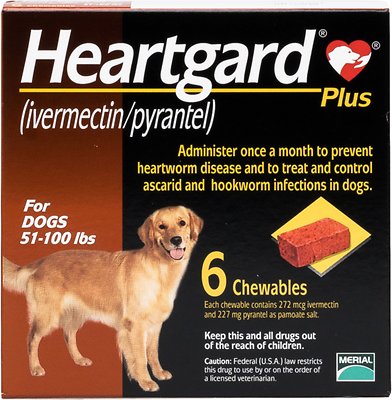 Heartgard®
Plus
(ivermectin/pyrantel)
Administer once a month to prevent
heartworm disease and to treat and control
ascarid and hookworm infections in dogs.
For
DOGS
51-100 lbs
6 Chewables
Each chewable contains 272 mcg ivermectin
and 227 mg pyrantel as pamoate salt.
Keep this and all drugs out
of the reach of children.
Caution: Federal (U.S.A.) law restricts
this drug to use by or on the order of
a licensed veterinarian.
MERIAL